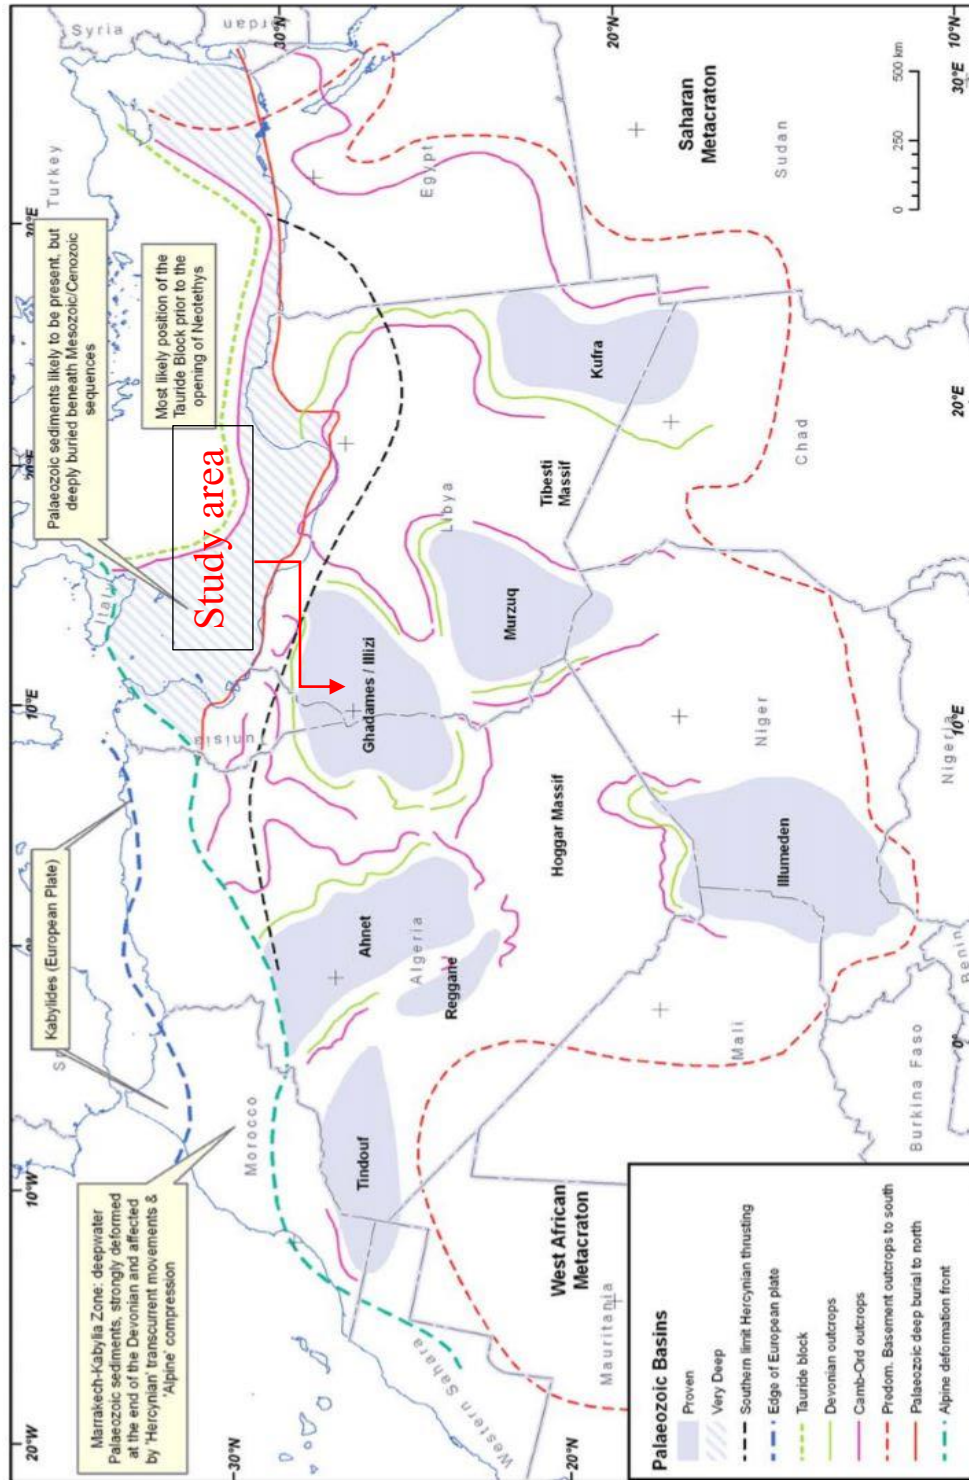 Syria
Jordan
30°N
20°N
10°N
Turkey
30°E
Palaeozoic sediments likely to be present, but
deeply buried beneath Mesozoic/Cenozoic
sequences
Most likely position of the
Tauride Block prior to the
opening of Neotethys
Study area
Egypt
Saharan
Metacraton
Sudan
0
250
500 km
30°E
Kufra
20°E
Chad
Tibesti
Massif
Libya
Murzuq
Ghadames / Illizi
10°E
Tunisia
Niger
10°E
Nigeria
Hoggar Massif
Illumeden
Kabylides (European Plate)
Ahnet
Algeria
Reggane
Mali
0°
Benin
Burkina Faso
Marrakech-Kabylia Zone: deepwater
Palaeozoic sediments, strongly deformed
at the end of the Devonian and affected
by 'Hercynian' transcurrent movements &
'Alpine' compression
Morocco
10°W
Tindouf
West African
Metacraton
Mauritania
Western Sahara
20°W
30°N
20°N
Palaeozoic Basins
Proven
Very Deep
Southern limit Hercynian thrusting
Edge of European plate
Tauride block
Devonian outcrops
Camb-Ord outcrops
Predom. Basement outcrops to south
Palaeozoic deep burial to north
Alpine deformation front